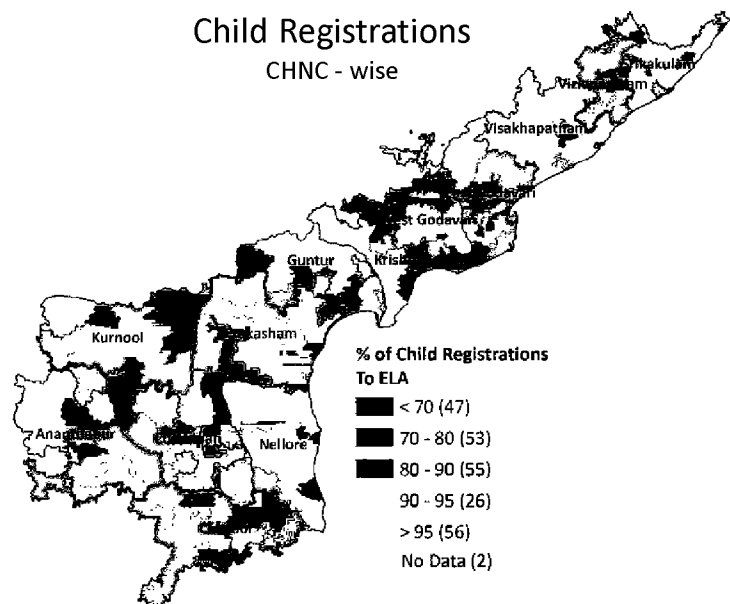 Child Registrations
CHNC - wise
Visakhapatnam
Guntur
Kurnool
Nellore
% of Child Registrations
To ELA
< 70 (47)
70 - 80 (53)
80 - 90 (55)
90 - 95 (26)
> 95 (56)
No Data (2)